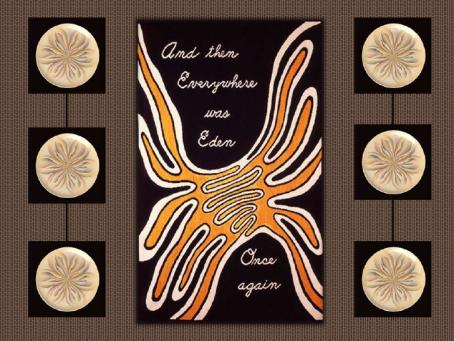 And then
Everywhere
was
Eden
Once
again